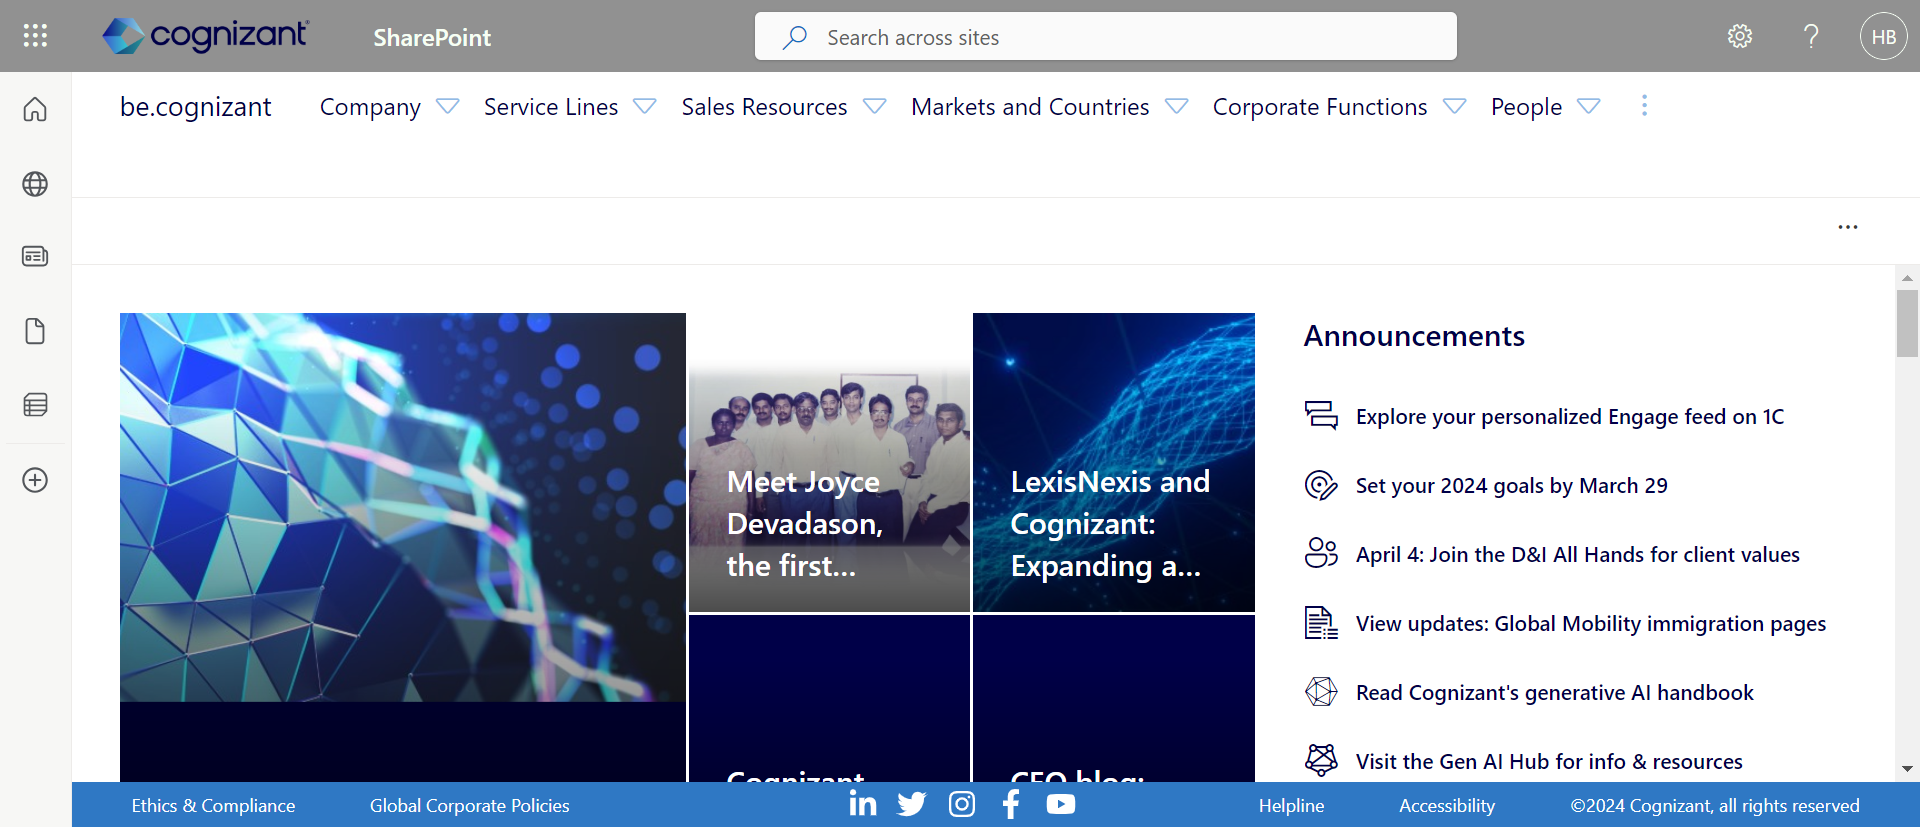 cognizant
SharePoint
Search across sites
HB
be.cognizant
Company
Service Lines
Sales Resources
Markets and Countries
Corporate Functions
People
Meet Joyce
Devadason,
the first...
LexisNexis and
Cognizant:
Expanding a...
Cognizant
CEO blog:
Announcements
Explore your personalized Engage feed on 1C
Set your 2024 goals by March 29
April 4: Join the D&I All Hands for client values
View updates: Global Mobility immigration pages
Read Cognizant's generative AI handbook
Visit the Gen AI Hub for info & resources
Ethics & Compliance
Global Corporate Policies
Helpline
Accessibility
©2024 Cognizant, all rights reserved